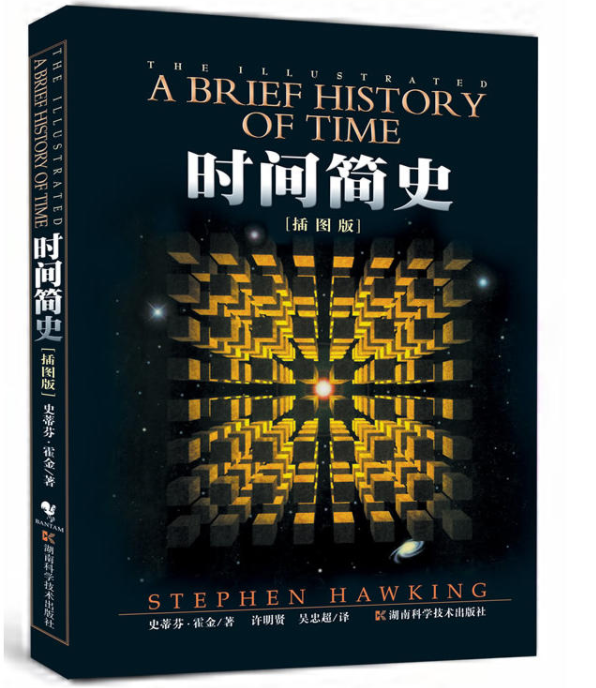 THE ILLUSTRATED
A BRIEF HISTORY
OF TIME
时间简史
[插图版]
STEPHEN HAWKING
史蒂芬·霍金/著 许明贤 吴忠超/译 湖南科学技术出版社
THE ILLUSTRATED
A BRIEF HISTORY OF TIME
时间简史
[插图版]
史蒂芬·霍金/著
BANTAM
湖南科学技术出版社